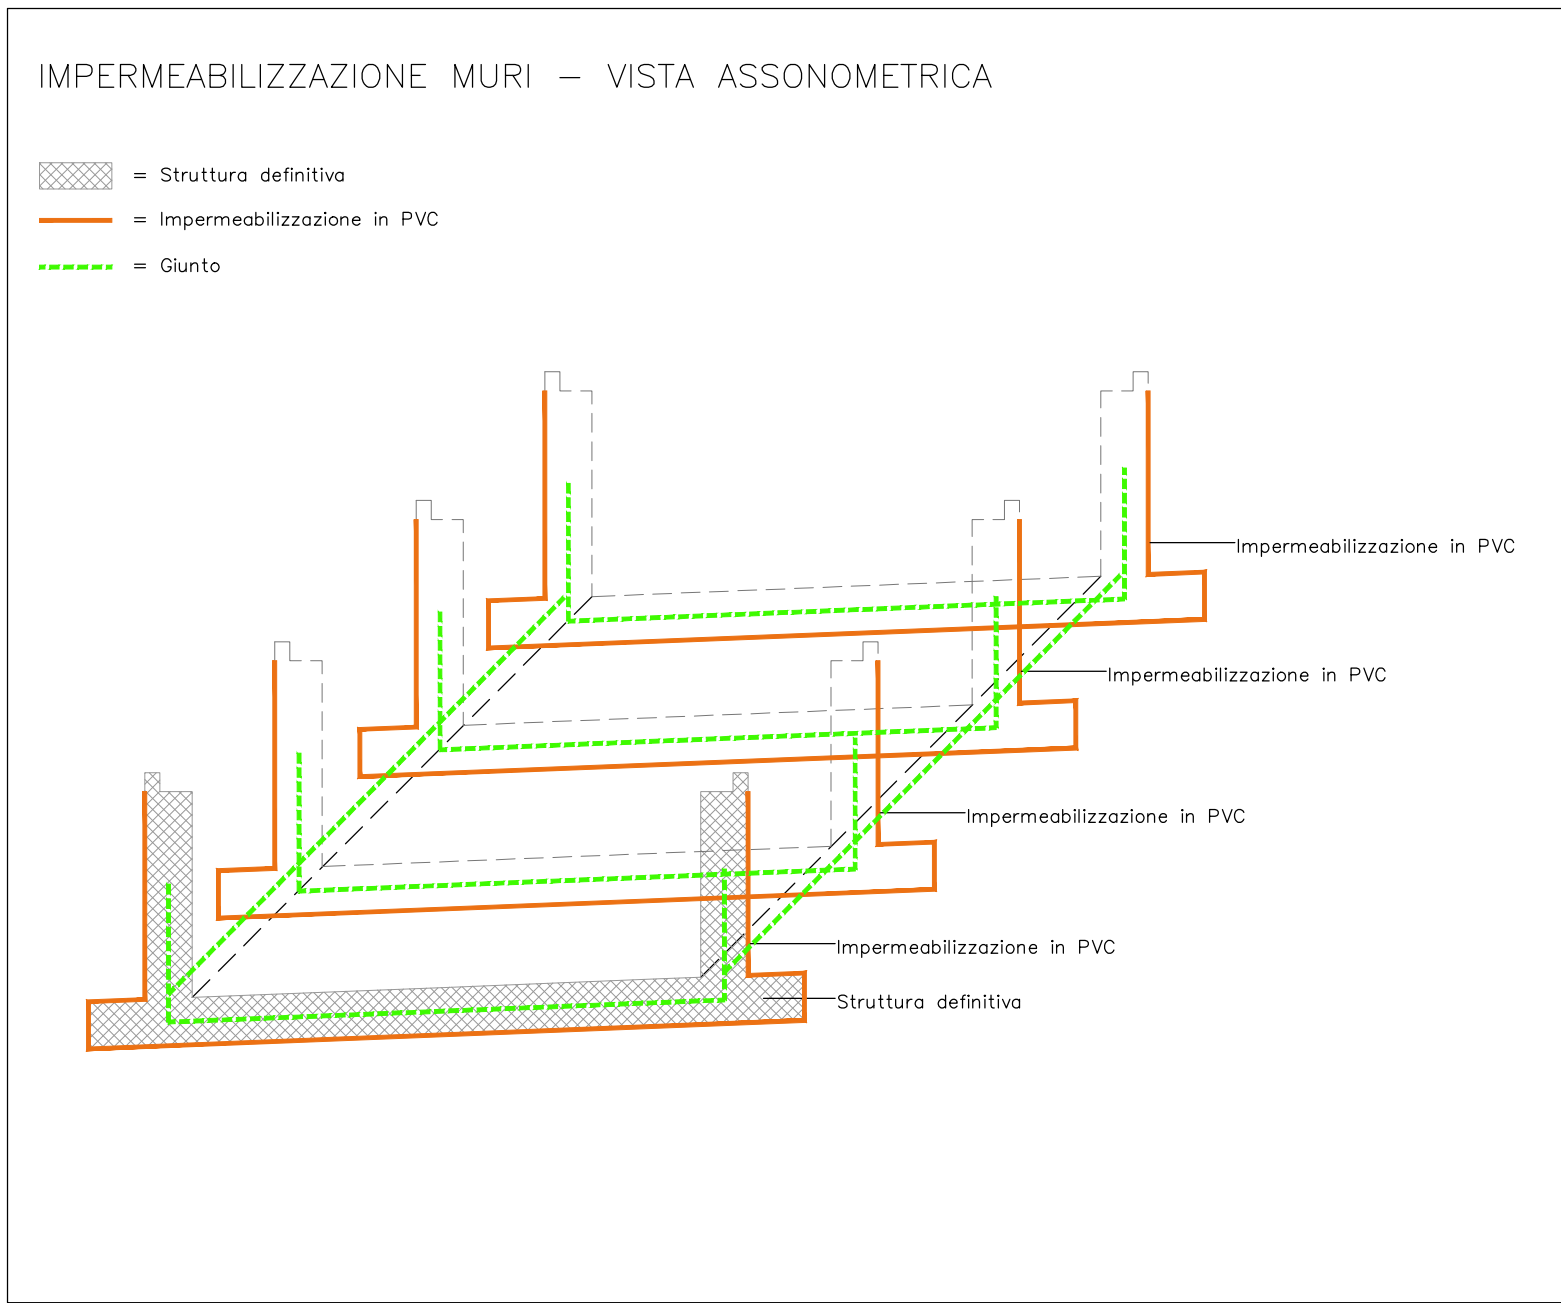 IMPERMEABILIZZAZIONE MURI – VISTA ASSONOMETRICA
= Struttura definitiva
= Impermeabilizzazione in PVC
= Giunto
Impermeabilizzazione in PVC
Impermeabilizzazione in PVC
Impermeabilizzazione in PVC
Impermeabilizzazione in PVC
Struttura definitiva